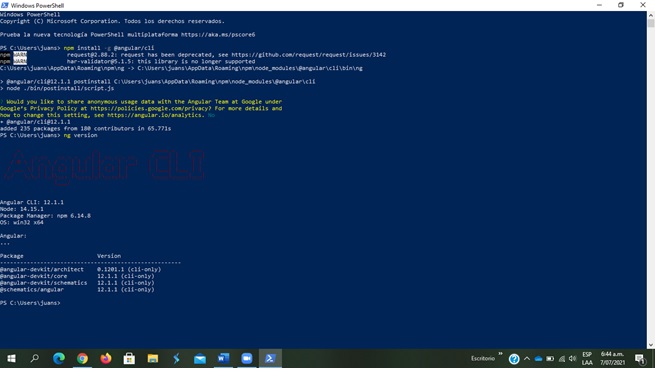 Windows PowerShell
Windows PowerShell
Copyright (C) Microsoft Corporation. Todos los derechos reservados.
Prueba la nueva tecnología PowerShell multiplataforma https://aka.ms/pscore6
PS C:\Users\juans> npm install -g @angular/cli
npm WARN deprecated request@2.88.2: request has been deprecated, see https://github.com/request/request/issues/3142
npm WARN deprecated har-validator@5.1.5: this library is no longer supported
C:\Users\juans\AppData\Roaming\npm\ng -> C:\Users\juans\AppData\Roaming\npm\node_modules\@angular\cli\bin\ng
> @angular/cli@12.1.1 postinstall C:\Users\juans\AppData\Roaming\npm\node_modules\@angular\cli
> node ./bin/postinstall/script.js
? Would you like to share anonymous usage data with the Angular Team at Google under
Google's Privacy Policy at https://policies.google.com/privacy? For more details and
how to change this setting, see https://angular.io/analytics. No
+ @angular/cli@12.1.1
added 235 packages from 180 contributors in 65.771s
PS C:\Users\juans> ng version
Angular CLI
Angular CLI: 12.1.1
Node: 14.15.1
Package Manager: npm 6.14.8
OS: win32 x64
Angular:
...
Package Version
------------------------------------------------------
@angular-devkit/architect 0.1201.1 (cli-only)
@angular-devkit/core 12.1.1 (cli-only)
@angular-devkit/schematics 12.1.1 (cli-only)
@schematics/angular 12.1.1 (cli-only)
PS C:\Users\juans>
Escritorio
ESP
LAA
6:44 a.m.
7/07/2021